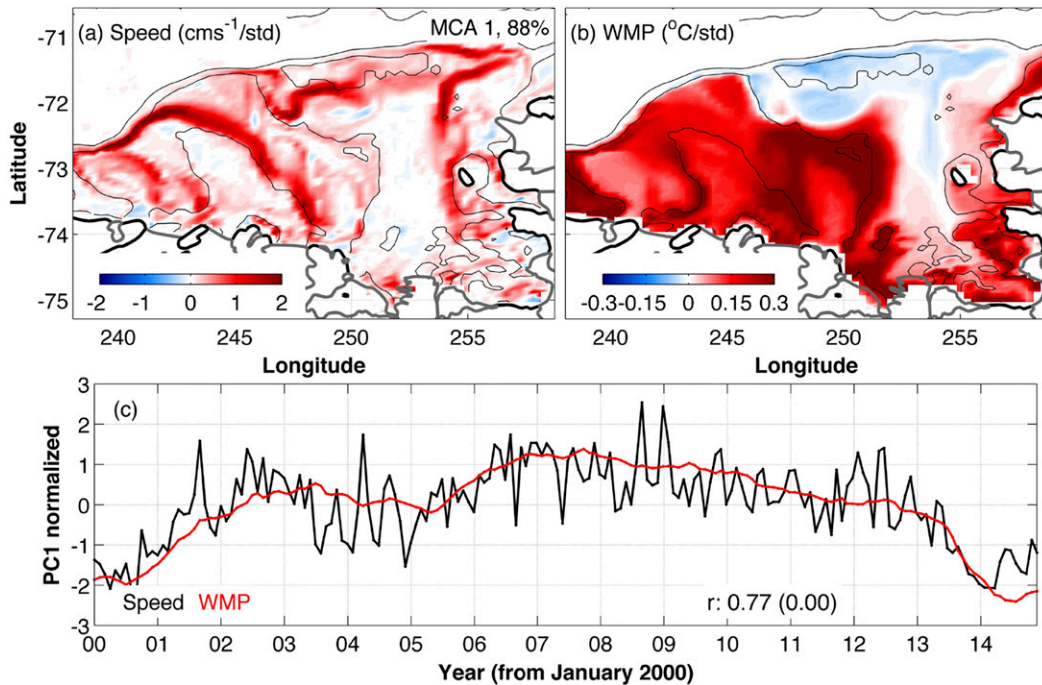 (a) Speed (cms⁻¹/std) MCA 1, 88%
(b) WMP (°C/std)
Latitude
-71
-72
-73
-74
-75
-2 -1 0 1 2
-0.3 -0.15 0 0.15 0.3
240 245 250 255
240 245 250 255
Longitude
Longitude
(c)
PC1 normalized
3
2
1
0
-1
-2
-3
Speed WMP
r: 0.77 (0.00)
00 01 02 03 04 05 06 07 08 09 10 11 12 13 14
Year (from January 2000)